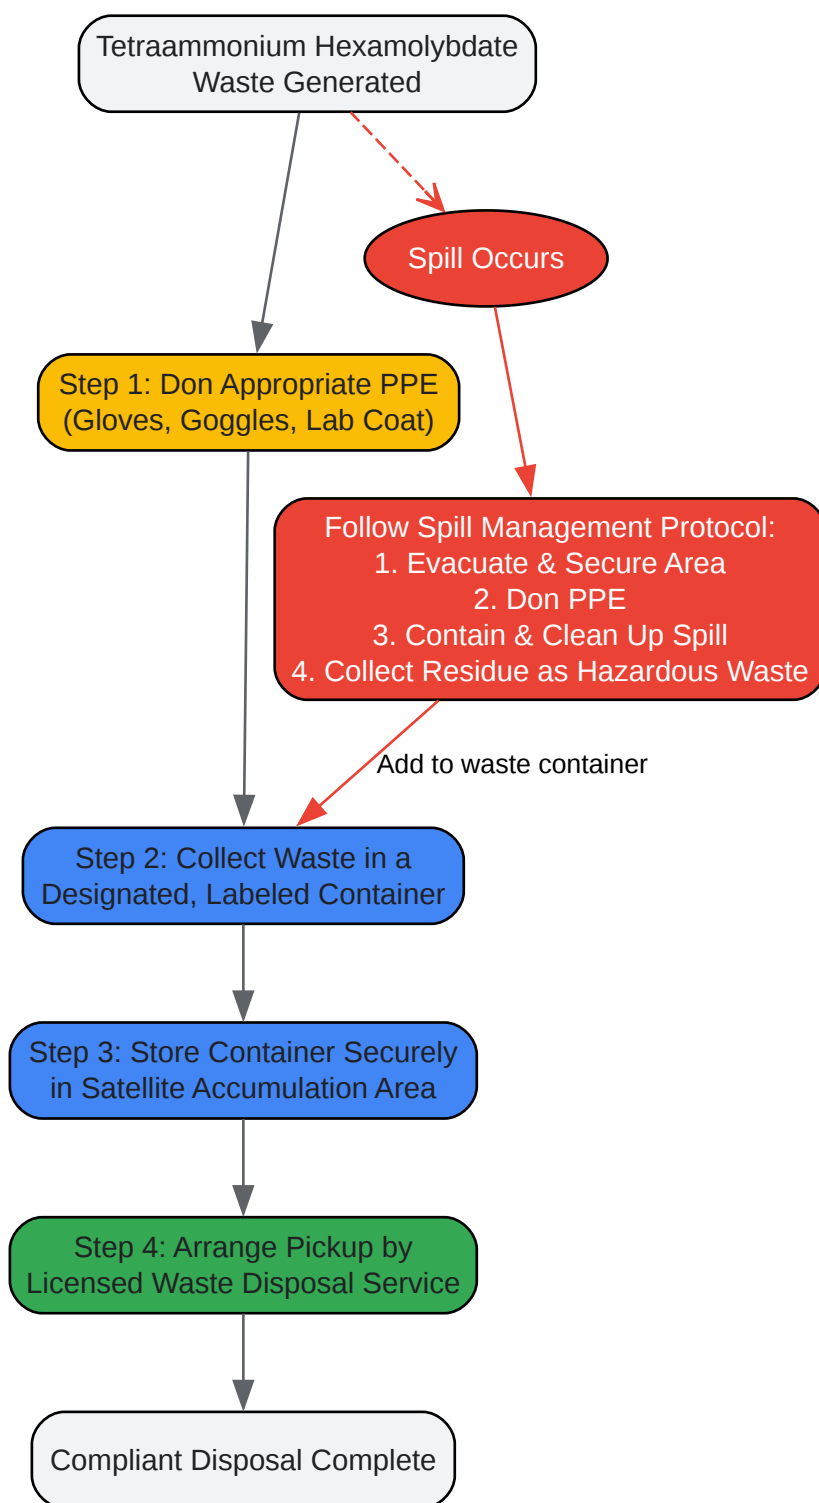 Tetraammonium Hexamolybdate
Waste Generated
Spill Occurs
Step 1: Don Appropriate PPE
(Gloves, Goggles, Lab Coat)
Follow Spill Management Protocol:
1. Evacuate & Secure Area
2. Don PPE
3. Contain & Clean Up Spill
4. Collect Residue as Hazardous Waste
Add to waste container
Step 2: Collect Waste in a
Designated, Labeled Container
Step 3: Store Container Securely
in Satellite Accumulation Area
Step 4: Arrange Pickup by
Licensed Waste Disposal Service
Compliant Disposal Complete